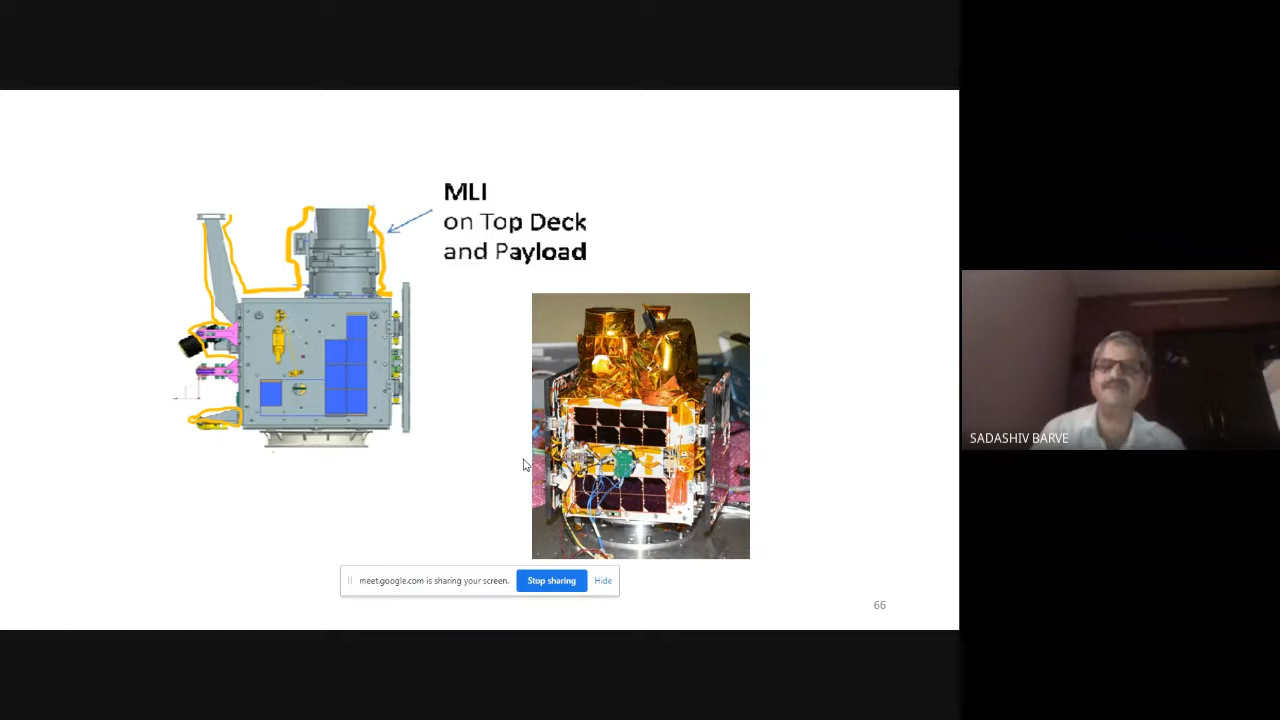 MLI
on Top Deck
and Payload
meet.google.com is sharing your screen.
Stop sharing
Hide
66
SADASHIV BARVE